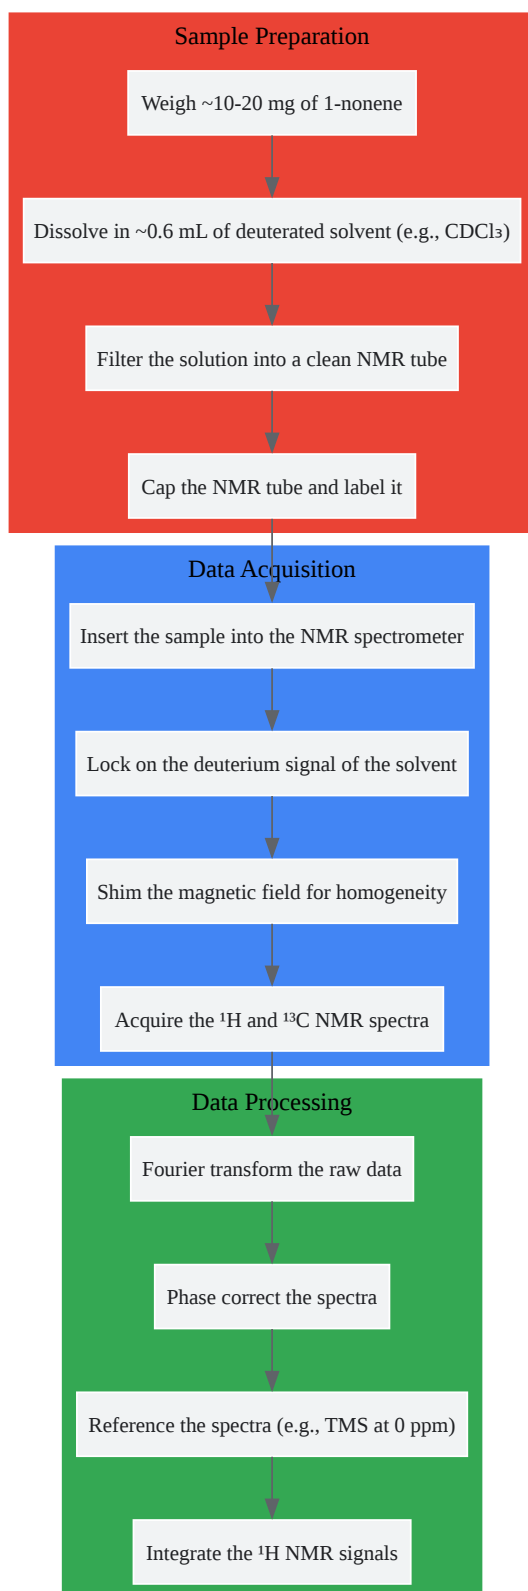 Sample Preparation
Weigh ~10-20 mg of 1-nonene
Dissolve in ~0.6 mL of deuterated solvent (e.g., CDCl₃)
Filter the solution into a clean NMR tube
Cap the NMR tube and label it
Data Acquisition
Insert the sample into the NMR spectrometer
Lock on the deuterium signal of the solvent
Shim the magnetic field for homogeneity
Acquire the ¹H and ¹³C NMR spectra
Data Processing
Fourier transform the raw data
Phase correct the spectra
Reference the spectra (e.g., TMS at 0 ppm)
Integrate the ¹H NMR signals